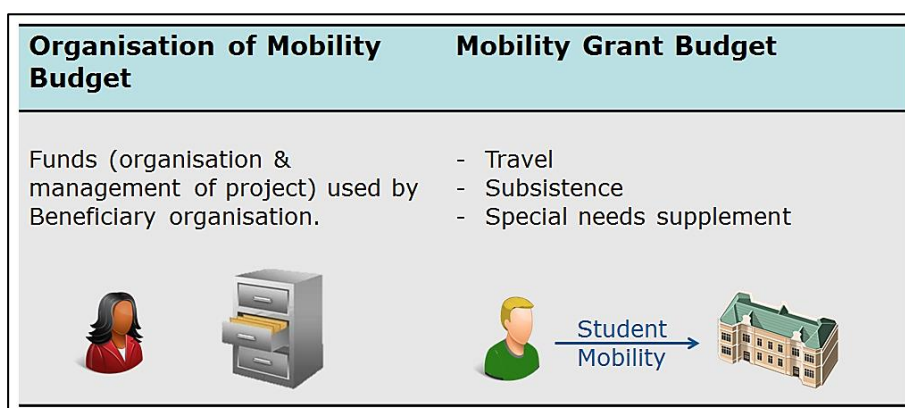 Organisation of Mobility
Budget
Mobility Grant Budget
Funds (organisation &
management of project) used by
Beneficiary organisation.
- Travel
- Subsistence
- Special needs supplement
Student
Mobility